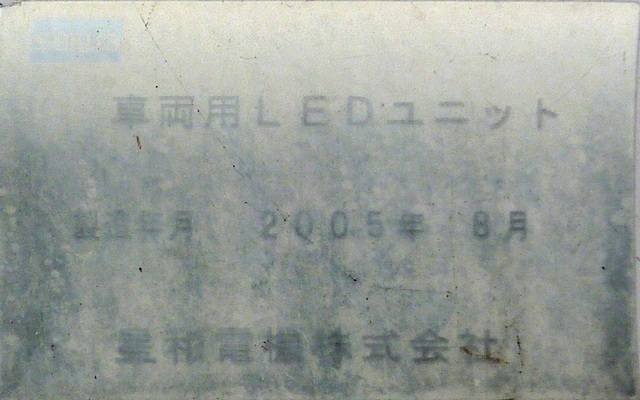 車両用LEDユニット
製造年月 2005年 8月
星和電機株式会社